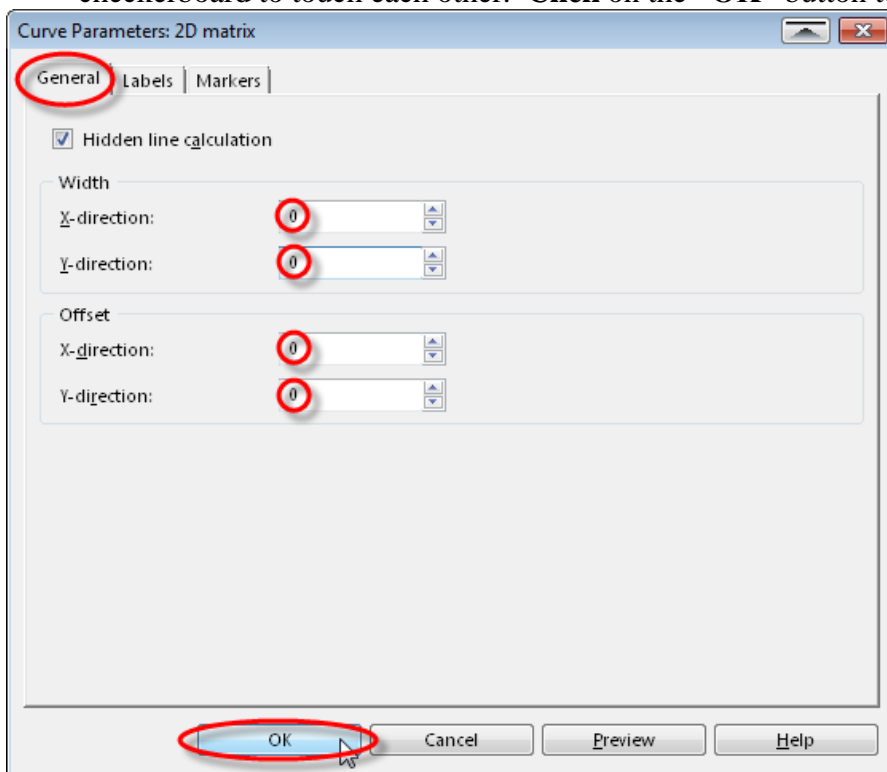 checkerboard to touch each other. Click on the "OK" button t
Curve Parameters: 2D matrix
General Labels Markers
Hidden line calculation
Width
X-direction: 0
Y-direction: 0
Offset
X-direction: 0
Y-direction: 0
OK Cancel Preview Help